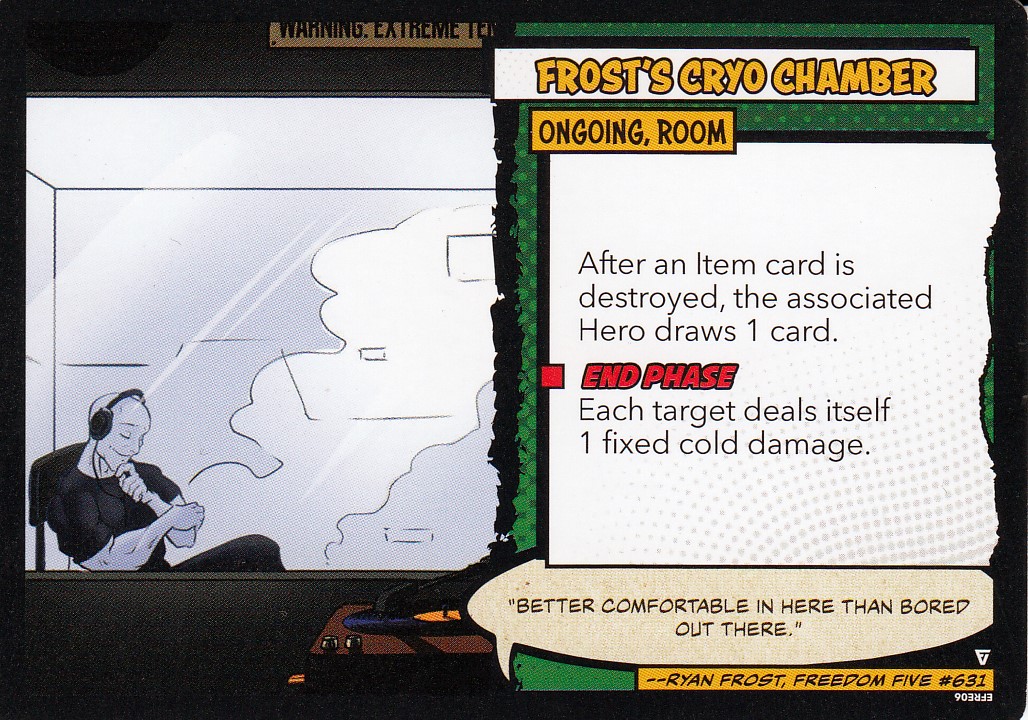 WARNING: EXTREME TEM
FROST'S CRYO CHAMBER
ONGOING, ROOM
After an Item card is
destroyed, the associated
Hero draws 1 card.
END PHASE
Each target deals itself
1 fixed cold damage.
"BETTER COMFORTABLE IN HERE THAN BORED
OUT THERE."
--RYAN FROST, FREEDOM FIVE #631
EFRE06